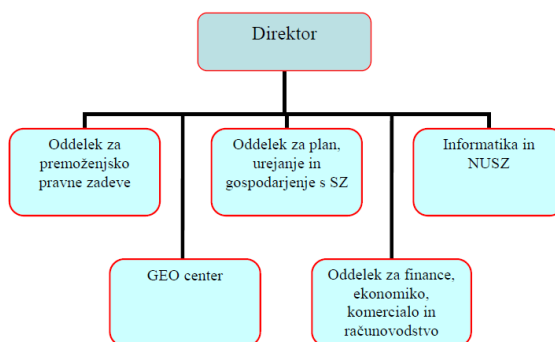 Direktor
Oddelek za
premoženjsko
pravne zadeve
Oddelek za plan,
urejanje in
gospodarjenje s SZ
Informatika in
NUSZ
GEO center
Oddelek za finance,
ekonomiko,
komercialo in
računovodstvo